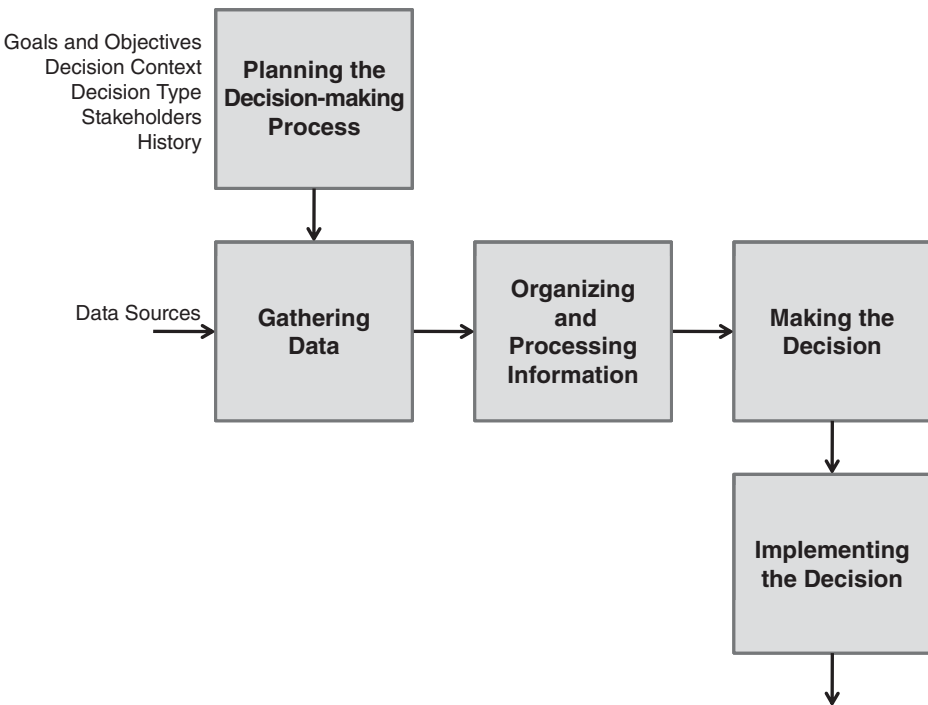 Goals and Objectives
Decision Context
Decision Type
Stakeholders
History
Planning the
Decision-making
Process
Data Sources
Gathering
Data
Organizing
and
Processing
Information
Making the
Decision
Implementing
the Decision